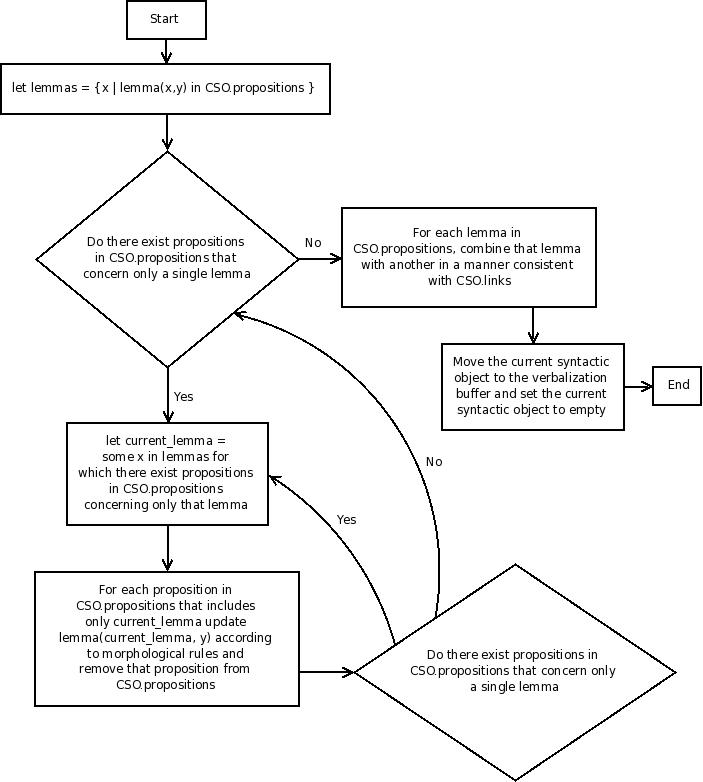 Start
let lemmas = {x | lemma(x,y) in CSO.propositions }
Do there exist propositions
in CSO.propositions that
concern only a single lemma
No
For each lemma in
CSO.propositions, combine that lemma
with another in a manner consistent
with CSO.links
Move the current syntactic
object to the verbalization
buffer and set the current
syntactic object to empty
End
Yes
let current_lemma =
some x in lemmas for
which there exist propositions
in CSO.propositions
concerning only that lemma
No
Yes
For each proposition in
CSO.propositions that includes
only current_lemma update
lemma(current_lemma, y) according
to morphological rules and
remove that proposition from
CSO.propositions
Do there exist propositions in
CSO.propositions that concern only
a single lemma